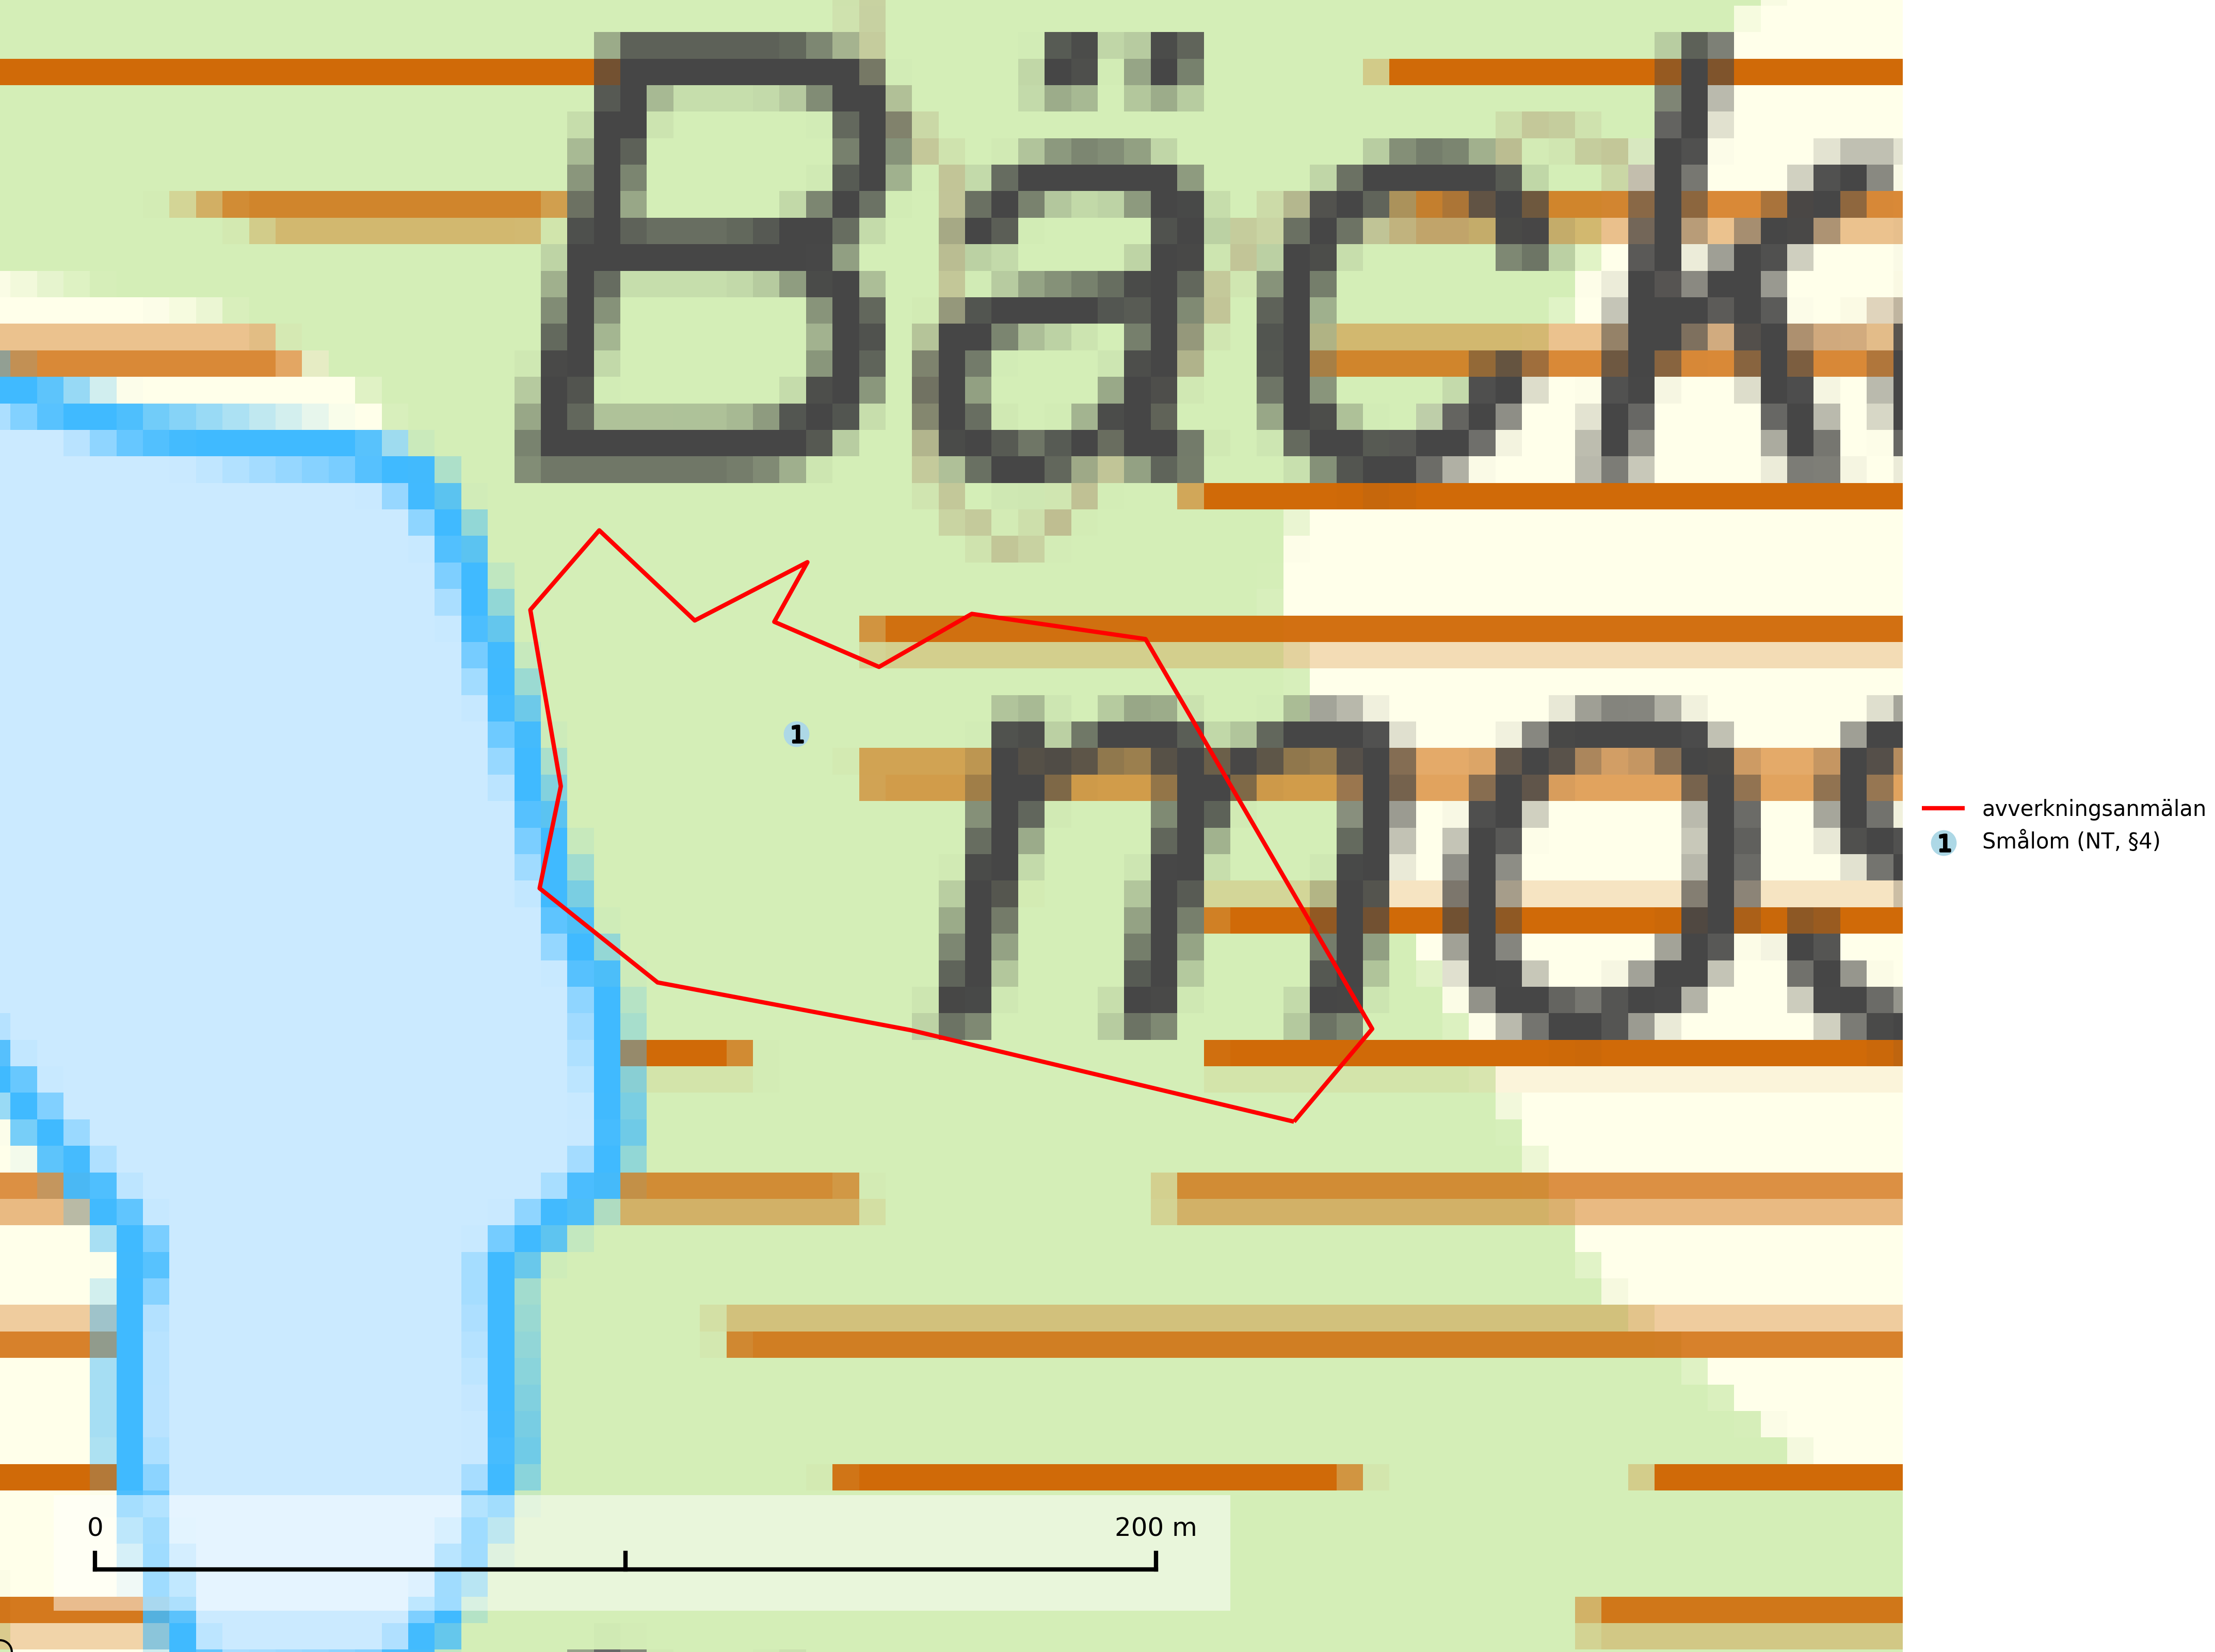 Bäck
mo
1
avverkningsanmälan
1 Smålom (NT, §4)
0 200 m